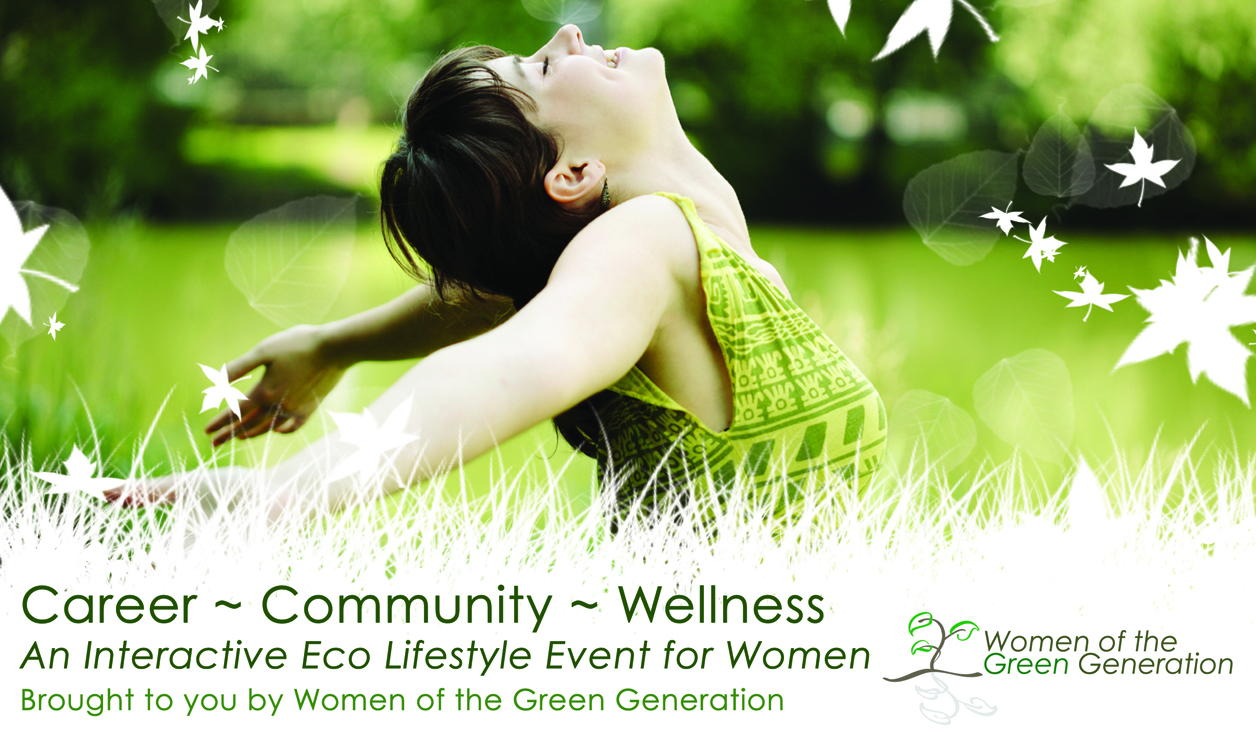 Career ~ Community ~ Wellness
An Interactive Eco Lifestyle Event for Women
Brought to you by Women of the Green Generation
Women of the
Green Generation